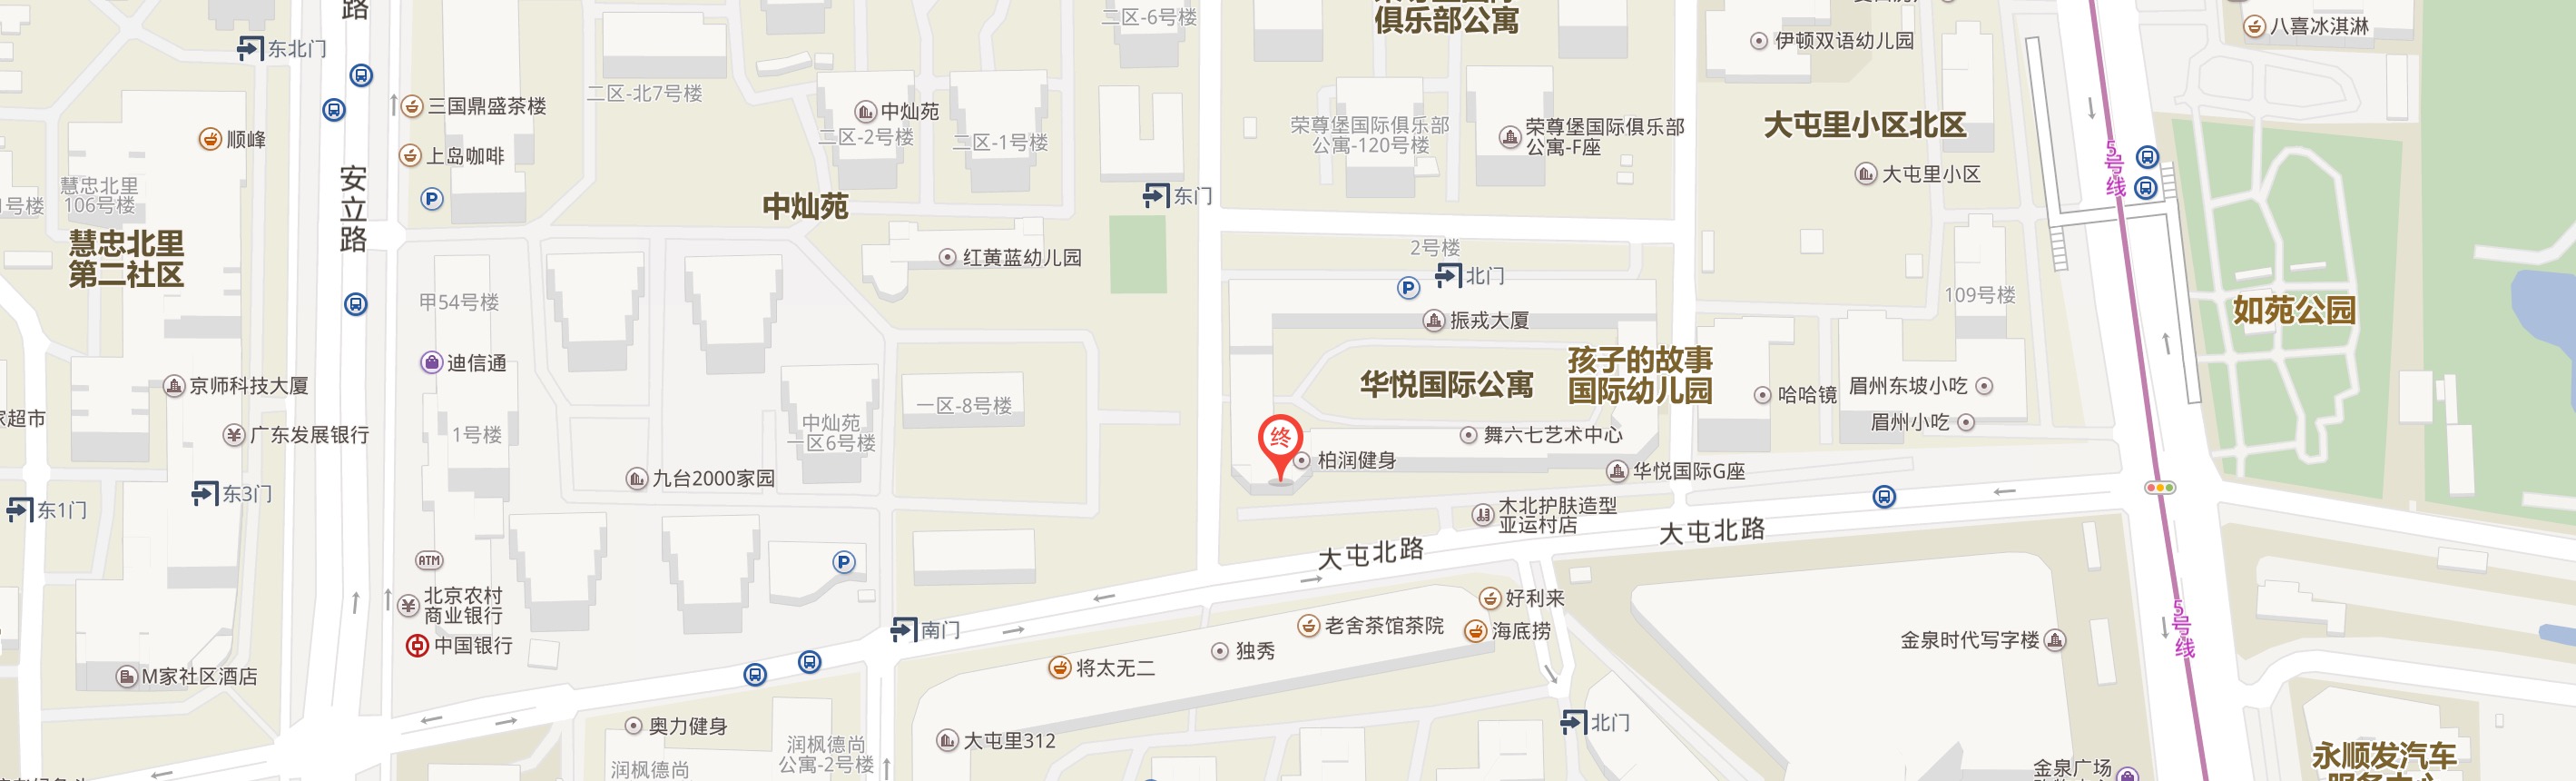 路
东北门
三国鼎盛茶楼
上岛咖啡
顺峰
慧忠北里
106号楼
号楼
慧忠北里
第二社区
安
立
路
二区-北7号楼
二区-6号楼
中灿苑
二区-2号楼
二区-1号楼
中灿苑
红黄蓝幼儿园
东门
俱乐部公寓
荣尊堡国际俱乐部
公寓-120号楼
荣尊堡国际俱乐部
公寓-F座
伊顿双语幼儿园
大屯里小区北区
大屯里小区
八喜冰淇淋
5号线
2号楼
北门
振戎大厦
109号楼
如苑公园
甲54号楼
迪信通
京师科技大厦
家超市
广东发展银行
1号楼
中灿苑
一区6号楼
一区-8号楼
九台2000家园
东3门
东1门
华悦国际公寓
孩子的故事
国际幼儿园
哈哈镜
眉州东坡小吃
眉州小吃
终
舞六七艺术中心
柏润健身
华悦国际G座
木北护肤造型
亚运村店
大屯北路
大屯北路
ATM
北京农村
商业银行
中国银行
M家社区酒店
南门
好利来
老舍茶馆茶院
海底捞
独秀
将太无二
金泉时代写字楼
5号线
奥力健身
润枫德尚
润枫德尚
公寓-2号楼
大屯里312
北门
金泉广场
永顺发汽车
P
P
P